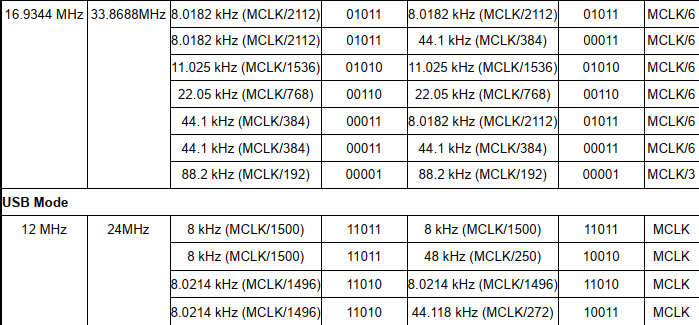 16.9344 MHz 33.8688MHz 8.0182 kHz (MCLK/2112) 01011 8.0182 kHz (MCLK/2112) 01011 MCLK/6
8.0182 kHz (MCLK/2112) 01011 44.1 kHz (MCLK/384) 00011 MCLK/6
11.025 kHz (MCLK/1536) 01010 11.025 kHz (MCLK/1536) 01010 MCLK/6
22.05 kHz (MCLK/768) 00110 22.05 kHz (MCLK/768) 00110 MCLK/6
44.1 kHz (MCLK/384) 00011 8.0182 kHz (MCLK/2112) 01011 MCLK/6
44.1 kHz (MCLK/384) 00011 44.1 kHz (MCLK/384) 00011 MCLK/6
88.2 kHz (MCLK/192) 00001 88.2 kHz (MCLK/192) 00001 MCLK/3
USB Mode
12 MHz 24MHz 8 kHz (MCLK/1500) 11011 8 kHz (MCLK/1500) 11011 MCLK
8 kHz (MCLK/1500) 11011 48 kHz (MCLK/250) 10010 MCLK
8.0214 kHz (MCLK/1496) 11010 8.0214 kHz (MCLK/1496) 11010 MCLK
8.0214 kHz (MCLK/1496) 11010 44.118 kHz (MCLK/272) 10011 MCLK